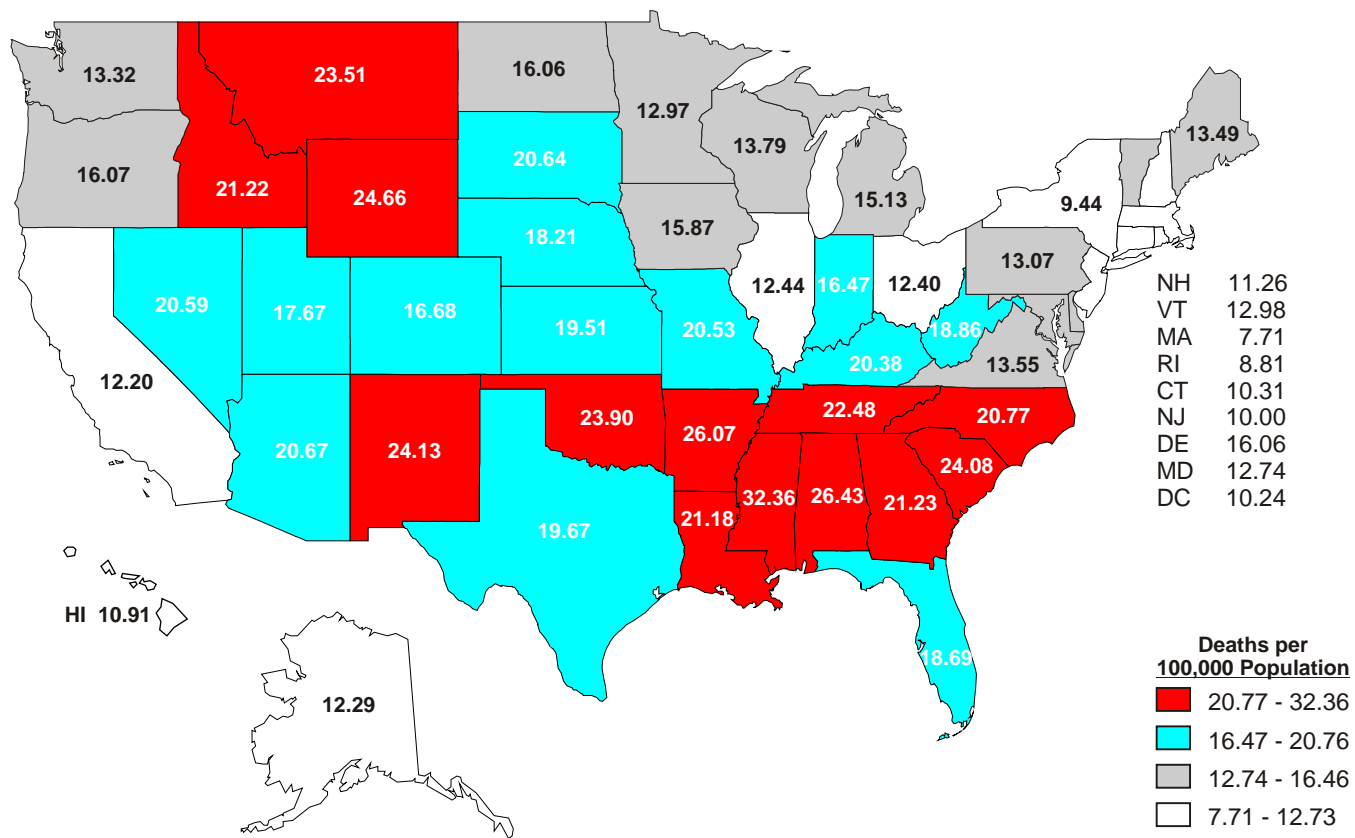 13.32
23.51
16.06
12.97
13.79
13.49
16.07
21.22
24.66
20.64
15.13
9.44
18.21
15.87
13.07
20.59
17.67
16.68
19.51
20.53
12.44
16.47
12.40
18.86
20.38
13.55
12.20
20.67
24.13
23.90
26.07
22.48
20.77
24.08
32.36
26.43
21.23
21.18
19.67
18.69
NH 11.26
VT 12.98
MA 7.71
RI 8.81
CT 10.31
NJ 10.00
DE 16.06
MD 12.74
DC 10.24
HI 10.91
12.29
Deaths per
100,000 Population
20.77 - 32.36
16.47 - 20.76
12.74 - 16.46
7.71 - 12.73